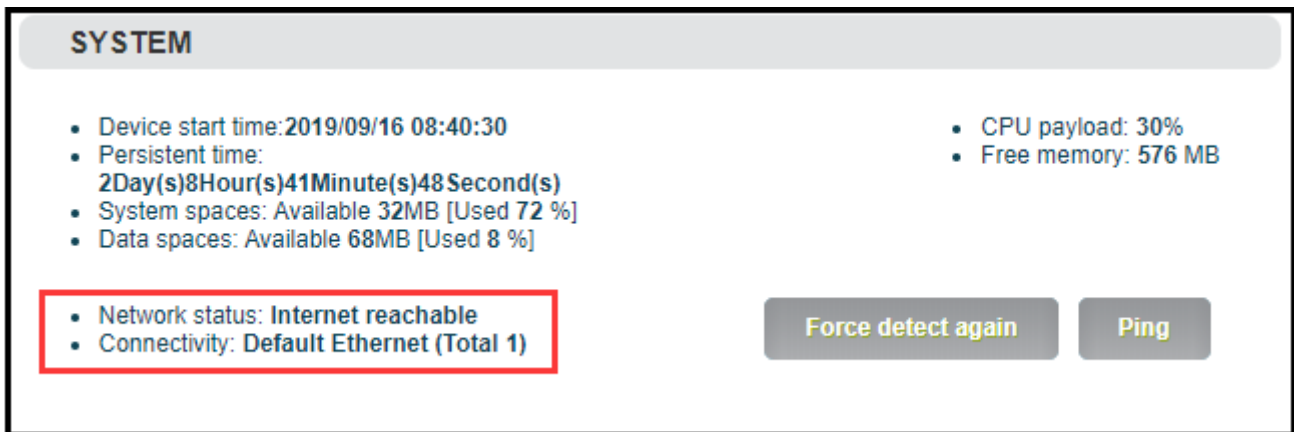 SYSTEM
Device start time:2019/09/16 08:40:30
Persistent time:
2Day(s)8Hour(s)41Minute(s)48Second(s)
System spaces: Available 32MB [Used 72 %]
Data spaces: Available 68MB [Used 8 %]
CPU payload: 30%
Free memory: 576 MB
Network status: Internet reachable
Connectivity: Default Ethernet (Total 1)
Force detect again
Ping